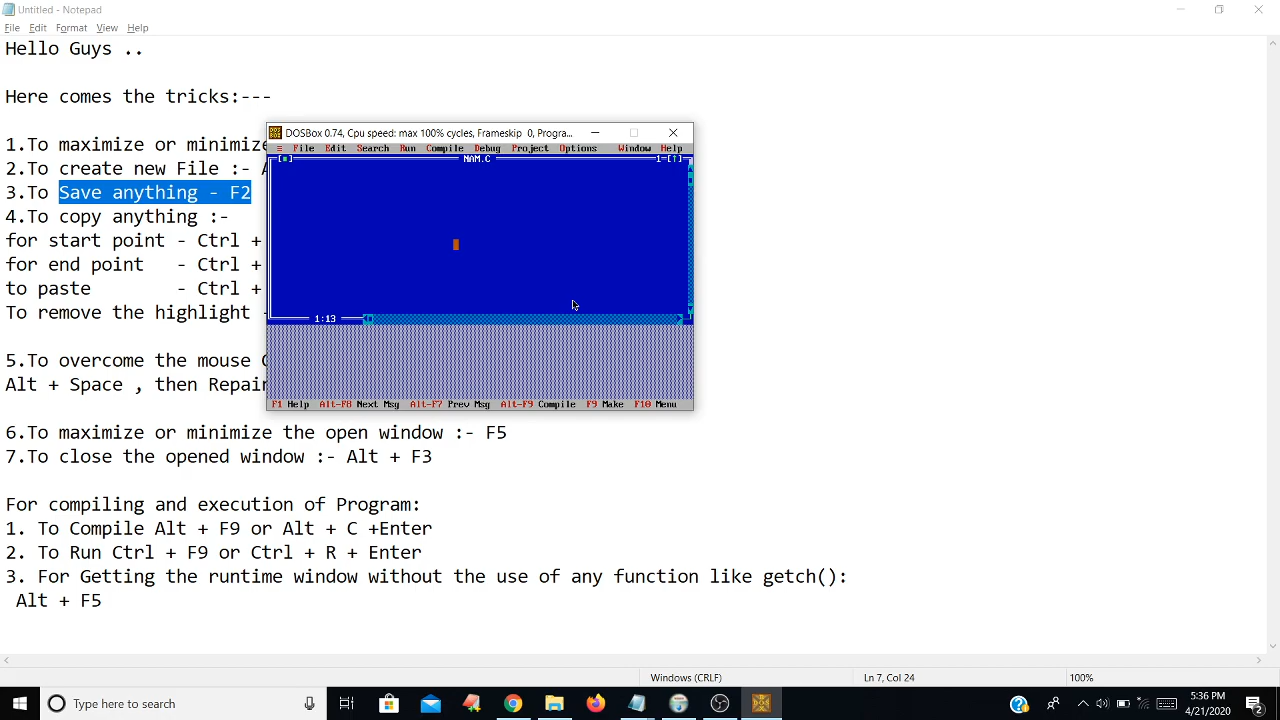 Untitled - Notepad
File Edit Format View Help
Hello Guys ..
Here comes the tricks:---
1.To maximize or minimize
2.To create new File :-
3.To Save anything - F2
4.To copy anything :-
for start point - Ctrl +
for end point   - Ctrl +
to paste        - Ctrl +
To remove the highlight
5.To overcome the mouse
Alt + Space , then Repair
DOSBox 0.74, Cpu speed: max 100% cycles, Frameskip 0, Progra...
≡ File Edit Search Run Compile Debug Project Options Window Help
[■] NAM.C 1=[↑]
1:13
F1 Help Alt-F8 Next Msg Alt-F7 Prev Msg Alt-F9 Compile F9 Make F10 Menu
6.To maximize or minimize the open window :- F5
7.To close the opened window :- Alt + F3
For compiling and execution of Program:
1. To Compile Alt + F9 or Alt + C +Enter
2. To Run Ctrl + F9 or Ctrl + R + Enter
3. For Getting the runtime window without the use of any function like getch():
Alt + F5
Windows (CRLF) Ln 7, Col 24 100%
Type here to search
5:36 PM
4/21/2020
2